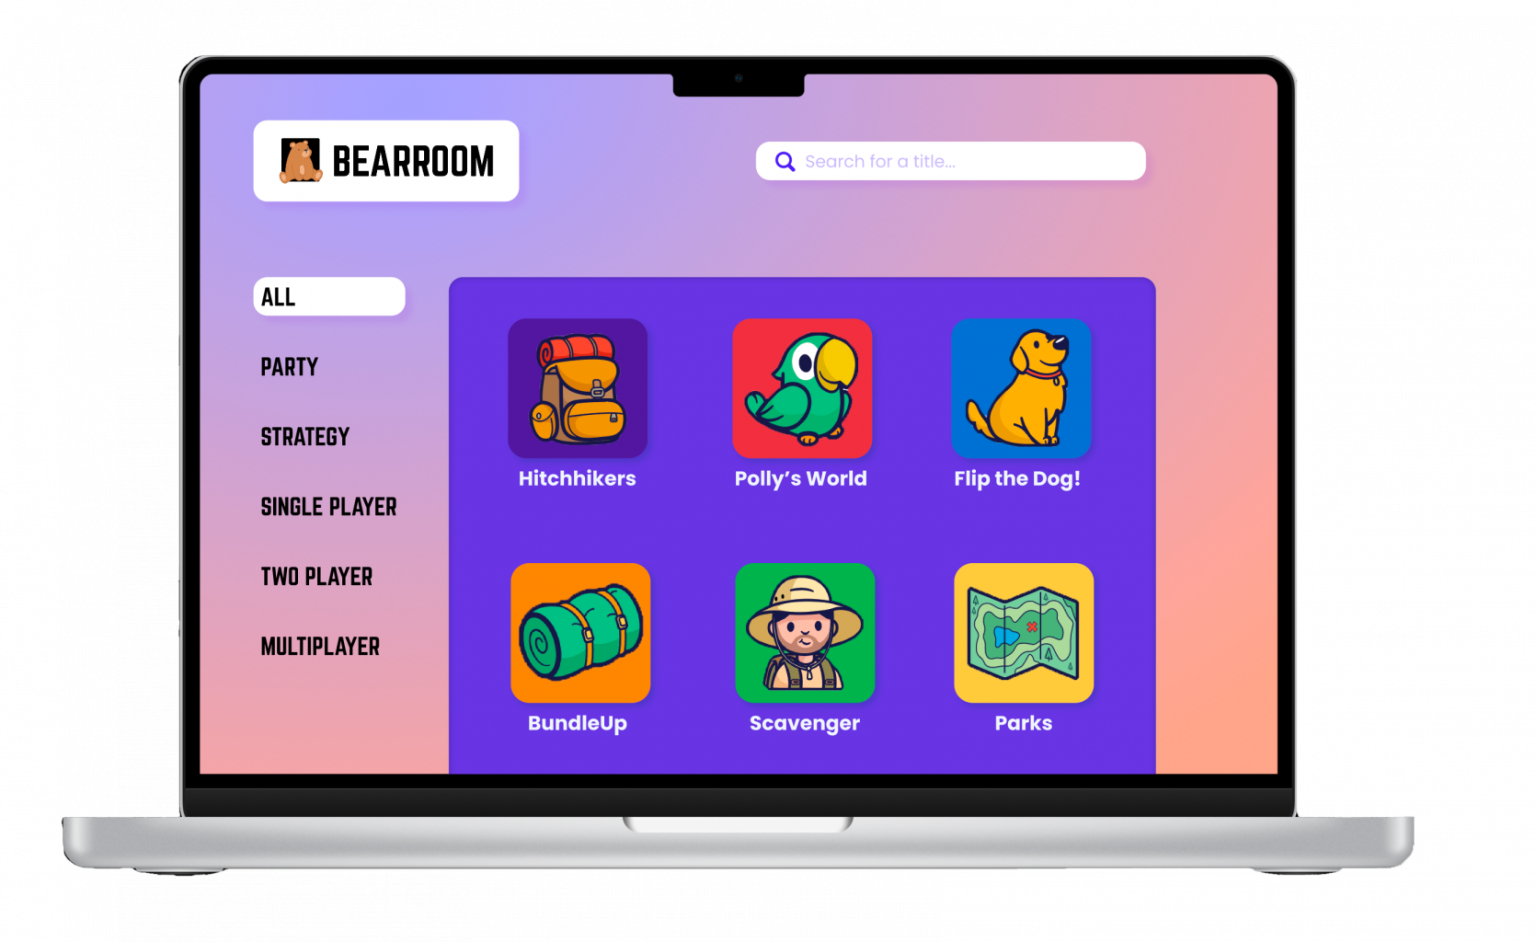 BEARROOM
Search for a title...
ALL
PARTY
STRATEGY
SINGLE PLAYER
TWO PLAYER
MULTIPLAYER
Hitchhikers
Polly's World
Flip the Dog!
BundleUp
Scavenger
Parks